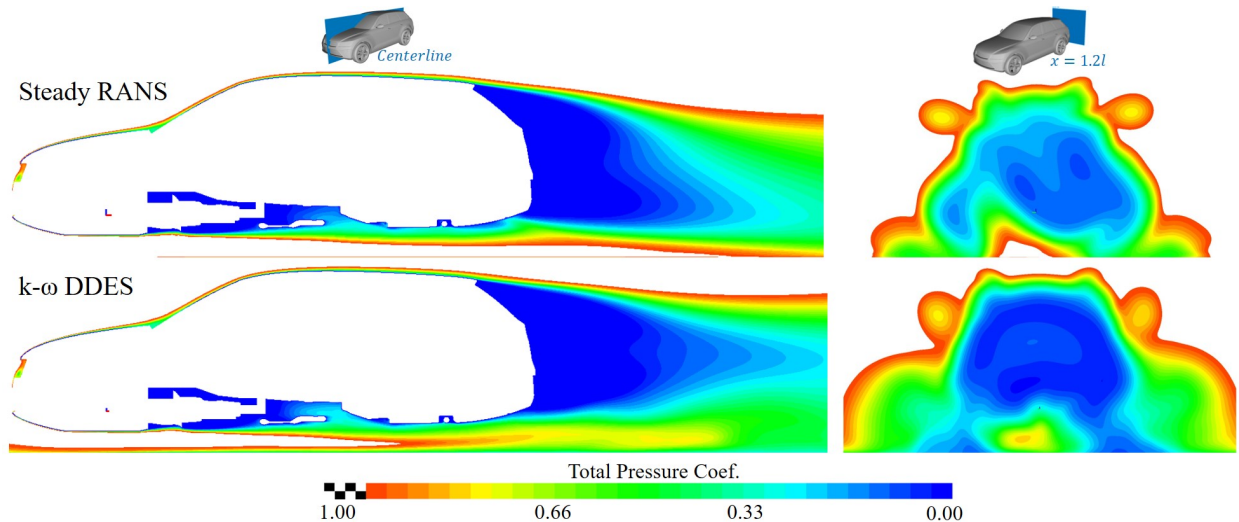 Centerline
x = 1.2l
Steady RANS
k-ω DDES
Total Pressure Coef.
1.00 0.66 0.33 0.00